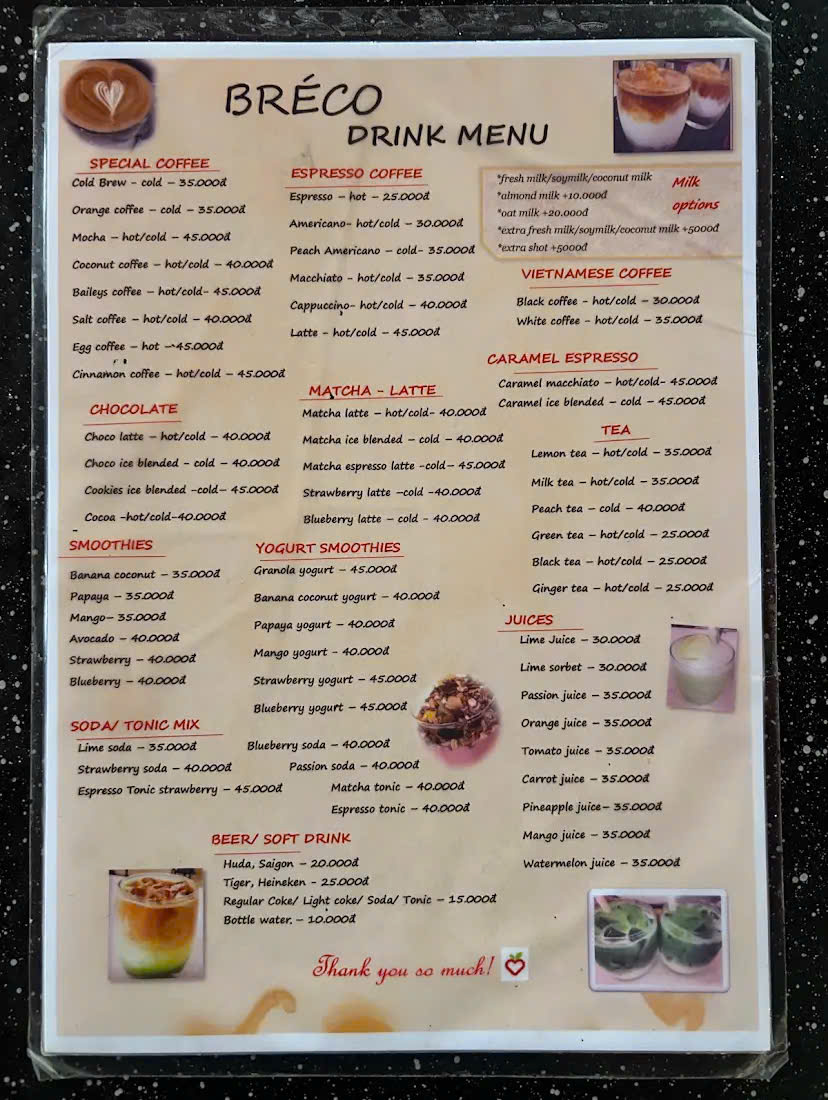 BRÉCO
DRINK MENU
SPECIAL COFFEE
Cold Brew - cold – 35.000đ
Orange coffee – cold – 35.000đ
Mocha – hot/cold – 45.000đ
Coconut coffee – hot/cold – 40.000đ
Baileys coffee – hot/cold- 45.000đ
Salt coffee – hot/cold – 40.000đ
Egg coffee – hot – 45.000đ
Cinnamon coffee – hot/cold – 45.000đ
ESPRESSO COFFEE
Espresso – hot – 25.000đ
Americano- hot/cold – 30.000đ
Peach Americano – cold- 35.000đ
Macchiato - hot/cold – 35.000đ
Cappuccino- hot/cold – 40.000đ
Latte - hot/cold – 45.000đ
*fresh milk/soymilk/coconut milk
*almond milk +10.000đ
*oat milk +20.000đ
*extra fresh milk/soymilk/coconut milk +5000đ
*extra shot +5000đ
Milk
options
VIETNAMESE COFFEE
Black coffee - hot/cold – 30.000đ
White coffee - hot/cold – 35.000đ
CARAMEL ESPRESSO
Caramel macchiato – hot/cold- 45.000đ
Caramel ice blended – cold – 45.000đ
CHOCOLATE
Choco latte – hot/cold – 40.000đ
Choco ice blended - cold – 40.000đ
Cookies ice blended -cold- 45.000đ
Cocoa -hot/cold-40.000đ
MATCHA - LATTE
Matcha latte – hot/cold- 40.000đ
Matcha ice blended – cold – 40.000đ
Matcha espresso latte -cold– 45.000đ
Strawberry latte –cold -40.000đ
Blueberry latte – cold - 40.000đ
TEA
Lemon tea – hot/cold – 35.000đ
Milk tea – hot/cold – 35.000đ
Peach tea – cold – 40.000đ
Green tea – hot/cold – 25.000đ
Black tea – hot/cold – 25.000đ
Ginger tea – hot/cold – 25.000đ
SMOOTHIES
Banana coconut – 35.000đ
Papaya – 35.000đ
Mango– 35.000đ
Avocado – 40.000đ
Strawberry – 40.000đ
Blueberry – 40.000đ
YOGURT SMOOTHIES
Granola yogurt – 45.000đ
Banana coconut yogurt – 40.000đ
Papaya yogurt – 40.000đ
Mango yogurt - 40.000đ
Strawberry yogurt – 45.000đ
Blueberry yogurt – 45.000đ
JUICES
Lime Juice – 30.000đ
Lime sorbet – 30.000đ
Passion juice – 35.000đ
Orange juice – 35.000đ
Tomato juice – 35.000đ
Carrot juice – 35.000đ
Pineapple juice– 35.000đ
Mango juice – 35.000đ
Watermelon juice – 35.000đ
SODA/ TONIC MIX
Lime soda – 35.000đ
Strawberry soda – 40.000đ
Espresso Tonic strawberry – 45.000đ
Blueberry soda – 40.000đ
Passion soda – 40.000đ
Matcha tonic – 40.000đ
Espresso tonic – 40.000đ
BEER/ SOFT DRINK
Huda, Saigon – 20.000đ
Tiger, Heineken - 25.000đ
Regular Coke/ Light coke/ Soda/ Tonic – 15.000đ
Bottle water. – 10.000đ
Thank you so much!